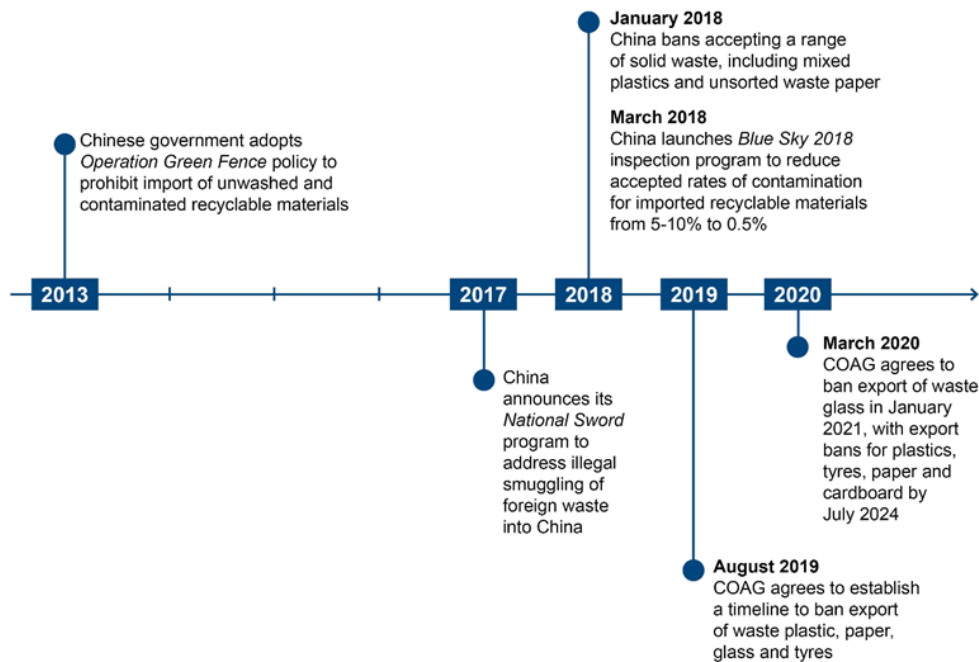 January 2018
China bans accepting a range
of solid waste, including mixed
plastics and unsorted waste paper
March 2018
China launches Blue Sky 2018
inspection program to reduce
accepted rates of contamination
for imported recyclable materials
from 5-10% to 0.5%
Chinese government adopts
Operation Green Fence policy to
prohibit import of unwashed and
contaminated recyclable materials
2013
2017
2018
2019
2020
China
announces its
National Sword
program to
address illegal
smuggling of
foreign waste
into China
March 2020
COAG agrees to
ban export of waste
glass in January
2021, with export
bans for plastics,
tyres, paper and
cardboard by
July 2024
August 2019
COAG agrees to establish
a timeline to ban export
of waste plastic, paper,
glass and tyres